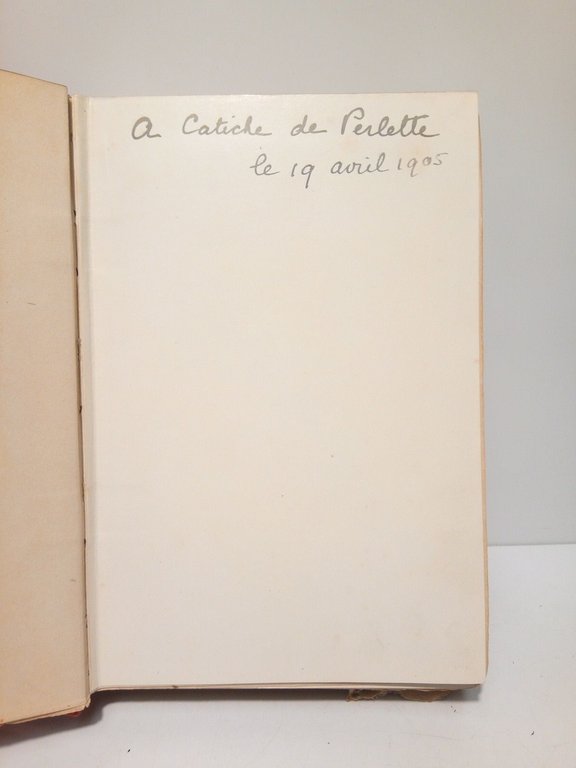 A Catiche de Perlette
le 19 avril 1905